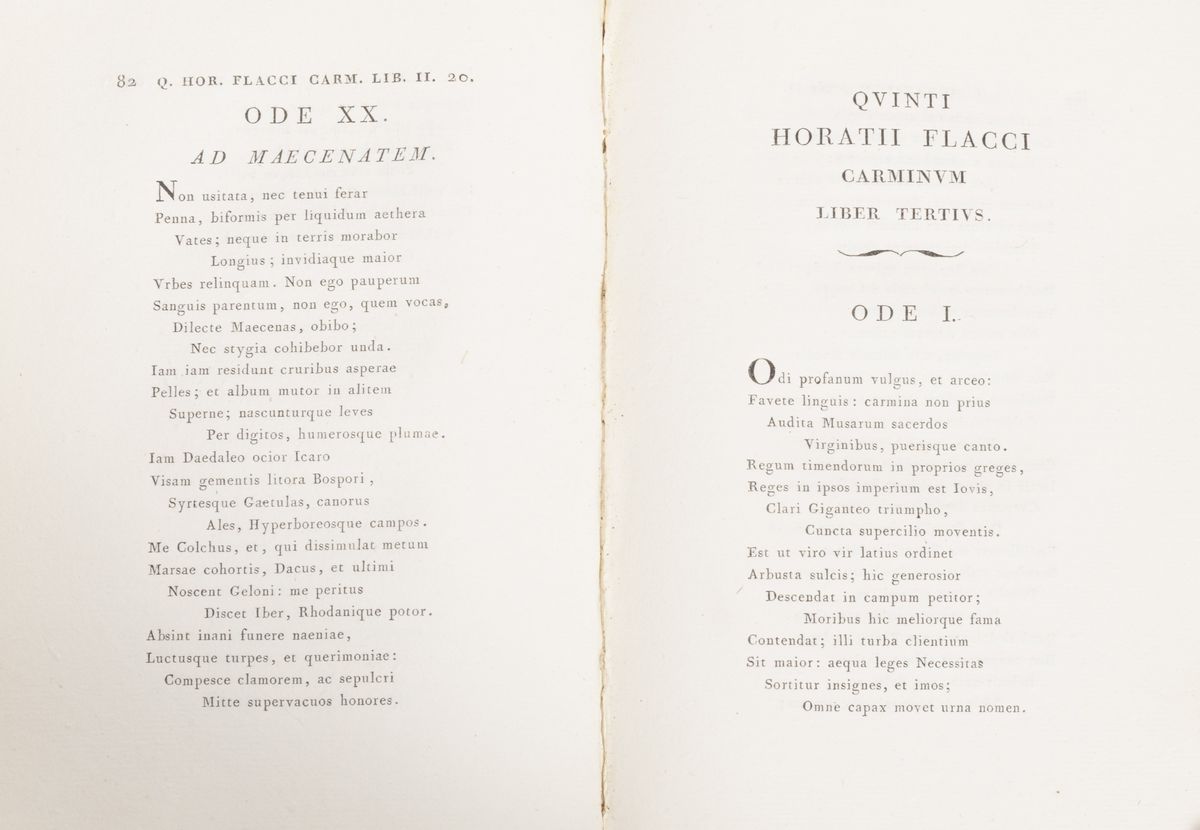 82 Q. HOR. FLACCI CARM. LIB. II. 20.
ODE XX.
AD MAECENATEM.
Non usitata, nec tenui ferar
Penna, biformis per liquidum aethera
Vates; neque in terris morabor
Longius; invidiaque maior
Vrbes relinquam. Non ego pauperum
Sanguis parentum, non ego, quem vocas,
Dilecte Maecenas, obibo;
Nec stygia cohibebor unda.
Iam iam residunt cruribus asperae
Pelles; et album mutor in alitem
Superne; nascunturque leves
Per digitos, humerosque plumae.
Iam Daedaleo ocior Icaro
Visam gementis litora Bospori,
Syrtesque Gaetulas, canorus
Ales, Hyperboreosque campos.
Me Colchus, et, qui dissimulat metum
Marsae cohortis, Dacus, et ultimi
Noscent Geloni: me peritus
Discet Iber, Rhodanique potor.
Absint inani funere naeniae,
Luctusque turpes, et querimoniae:
Compesce clamorem, ac sepulcri
Mitte supervacuos honores.
QVINTI
HORATII FLACCI
CARMINVM
LIBER TERTIVS.
ODE I.
Odi profanum vulgus, et arceo:
Favete linguis: carmina non prius
Audita Musarum sacerdos
Virginibus, puerisque canto.
Regum timendorum in proprios greges,
Reges in ipsos imperium est Iovis,
Clari Giganteo triumpho,
Cuncta supercilio moventis.
Est ut viro vir latius ordinet
Arbusta sulcis; hic generosior
Descendat in campum petitor;
Moribus hic meliorque fama
Contendat; illi turba clientium
Sit maior: aequa leges Necessitas
Sortitur insignes, et imos;
Omne capax movet urna nomen.